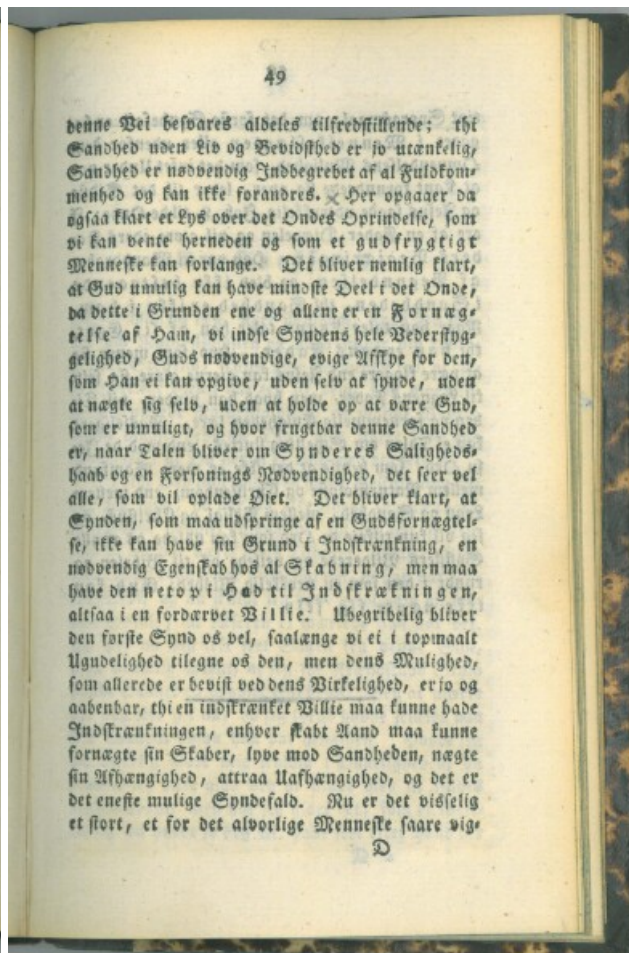 49
denne Vei besvares aldeles tilfredsstillende; thi
Sandhed uden Liv og Bevidsthed er jo utænkelig,
Sandhed er nødvendig Indbegrebet af al Fuldkom-
menhed og kan ikke forandres. × Her opgaaer da
ogsaa klart et Lys over det Ondes Oprindelse, som
vi kan vente herneden og som et gudfrygtigt
Menneske kan forlange. Det bliver nemlig klart,
at Gud umulig kan have mindste Deel i det Onde,
da dette i Grunden ene og allene er en Fornæg-
telse af Ham, vi indse Syndens hele Vederstyg-
gelighed, Guds nødvendige, evige Afskye for den,
som Han ei kan opgive, uden selv at synde, uden
at nægte sig selv, uden at holde op at være Gud,
som er umuligt, og hvor frugtbar denne Sandhed
er, naar Talen bliver om Synderes Saligheds-
haab og en Forsonings Nødvendighed, det seer vel
alle, som vil oplade Øiet. Det bliver klart, at
Synden, som maa udspringe af en Gudsfornægtel-
se, ikke kan have sin Grund i Indskrænkning, en
nødvendig Egenskab hos al Skabning, men maa
have den netop i Had til Indskrækningen,
altsaa i en fordærvet Villie. Ubegribelig bliver
den første Synd os vel, saalænge vi ei i topmaalt
Ugudelighed tilegne os den, men dens Mulighed,
som allerede er bevist ved dens Virkelighed, er jo og
aabenbar, thi en indskrænket Villie maa kunne hade
Indskrænkningen, enhver skabt Aand maa kunne
fornægte sin Skaber, lyve mod Sandheden, nægte
sin Afhængighed, attraa Uafhængighed, og det er
det eneste mulige Syndefald. Nu er det visselig
et stort, et for det alvorlige Menneske saare vig-
D